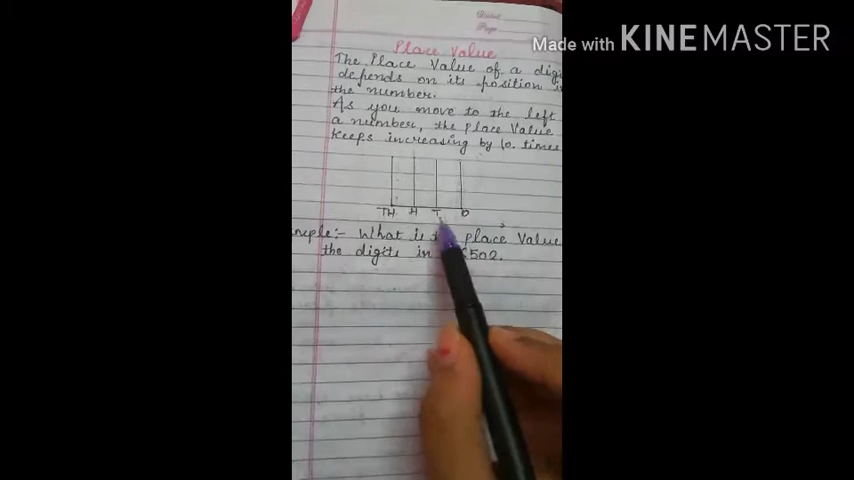 Made with KINEMASTER
Page
Place Value
The Place Value of a
depends on its position
the number.
As you move to the left
a number, the Place Value
keeps increasing by 10 times
TH H T O
What is Place Value
the digits in 502.